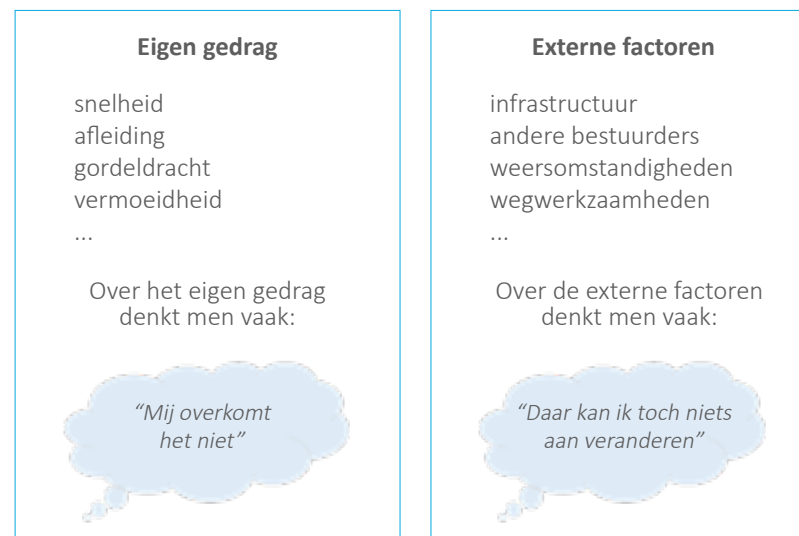 Eigen gedrag
snelheid
afleiding
gordeldracht
vermoeidheid
...
Over het eigen gedrag
denkt men vaak:
“Mij overkomt
het niet”
Externe factoren
infrastructuur
andere bestuurders
weersomstandigheden
wegwerkzaamheden
...
Over de externe factoren
denkt men vaak:
“Daar kan ik toch niets
aan veranderen”